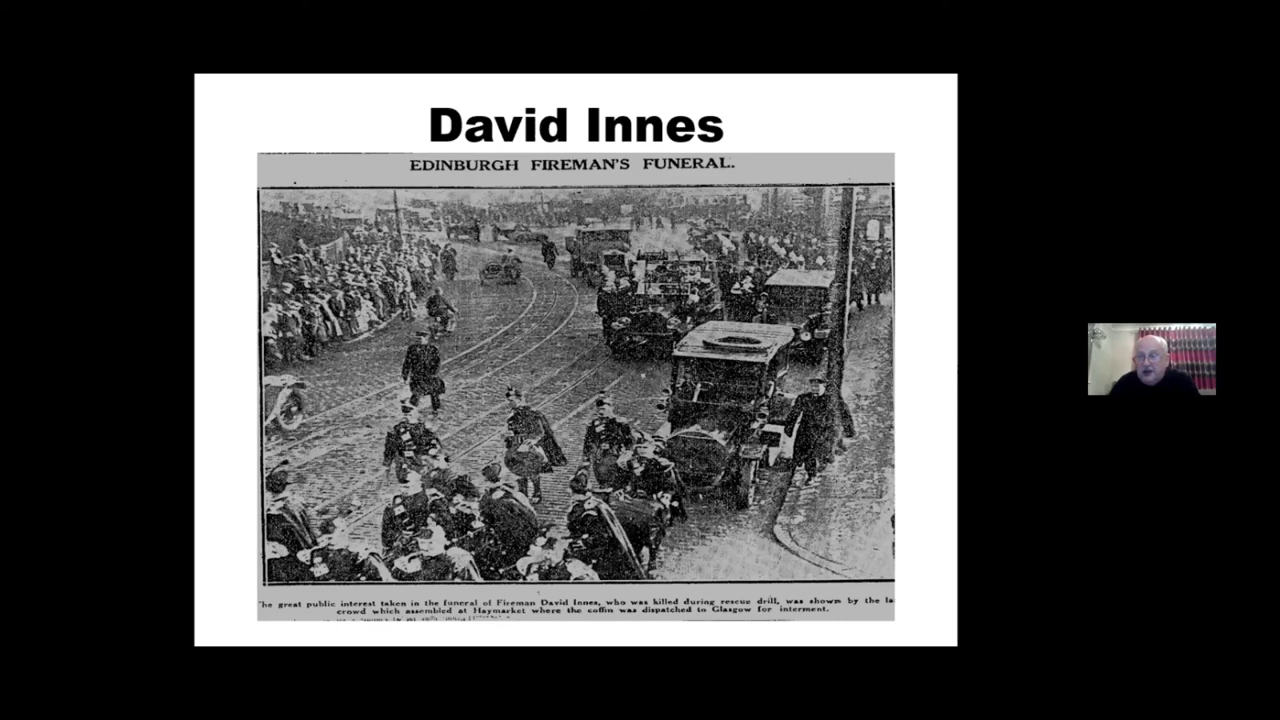 David Innes
EDINBURGH FIREMAN'S FUNERAL.
he great public interest taken in the funeral of Fireman David Innes, who was killed during rescue drill, was shown by the la
crowd which assembled at Haymarket where the coffin was dispatched to Glasgow for interment.